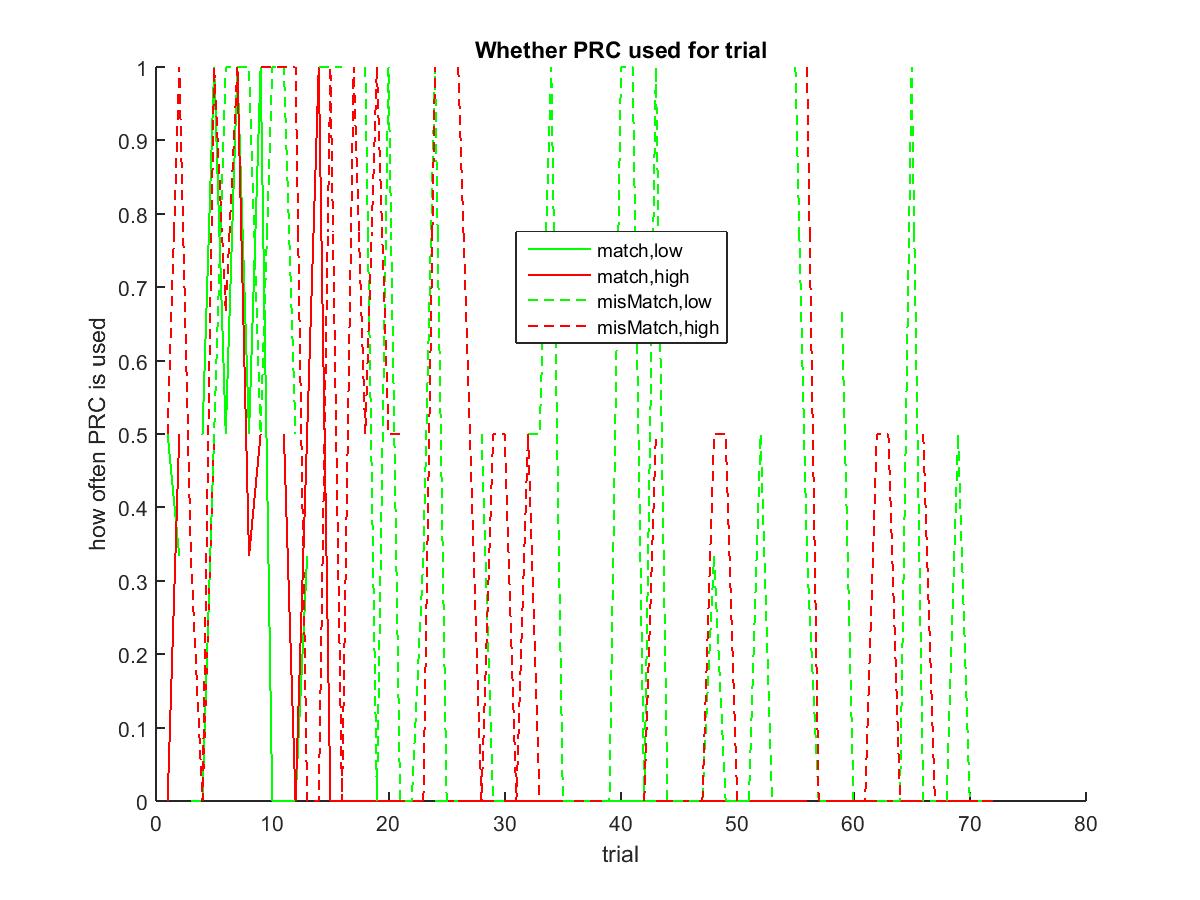 Whether PRC used for trial
1
0.9
0.8
0.7
0.6
0.5
0.4
0.3
0.2
0.1
0
how often PRC is used
match,low
match,high
misMatch,low
misMatch,high
0 10 20 30 40 50 60 70 80
trial